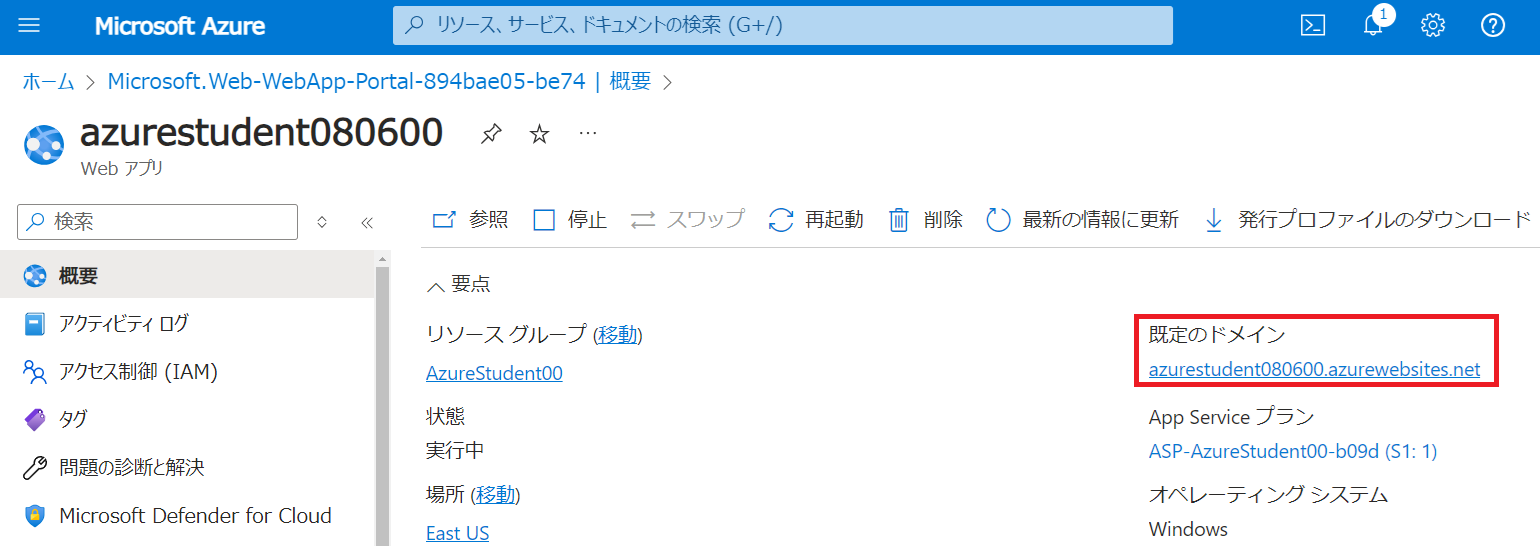 Microsoft Azure
リソース、サービス、ドキュメントの検索 (G+/)
1
ホーム > Microsoft.Web-WebApp-Portal-894bae05-be74 | 概要 >
azurestudent080600
Web アプリ
検索
参照 停止 スワップ 再起動 削除 最新の情報に更新 発行プロファイルのダウンロード
概要
アクティビティ ログ
アクセス制御 (IAM)
タグ
問題の診断と解決
Microsoft Defender for Cloud
要点
リソース グループ (移動)
AzureStudent00
状態
実行中
場所 (移動)
East US
既定のドメイン
azurestudent080600.azurewebsites.net
App Service プラン
ASP-AzureStudent00-b09d (S1: 1)
オペレーティング システム
Windows